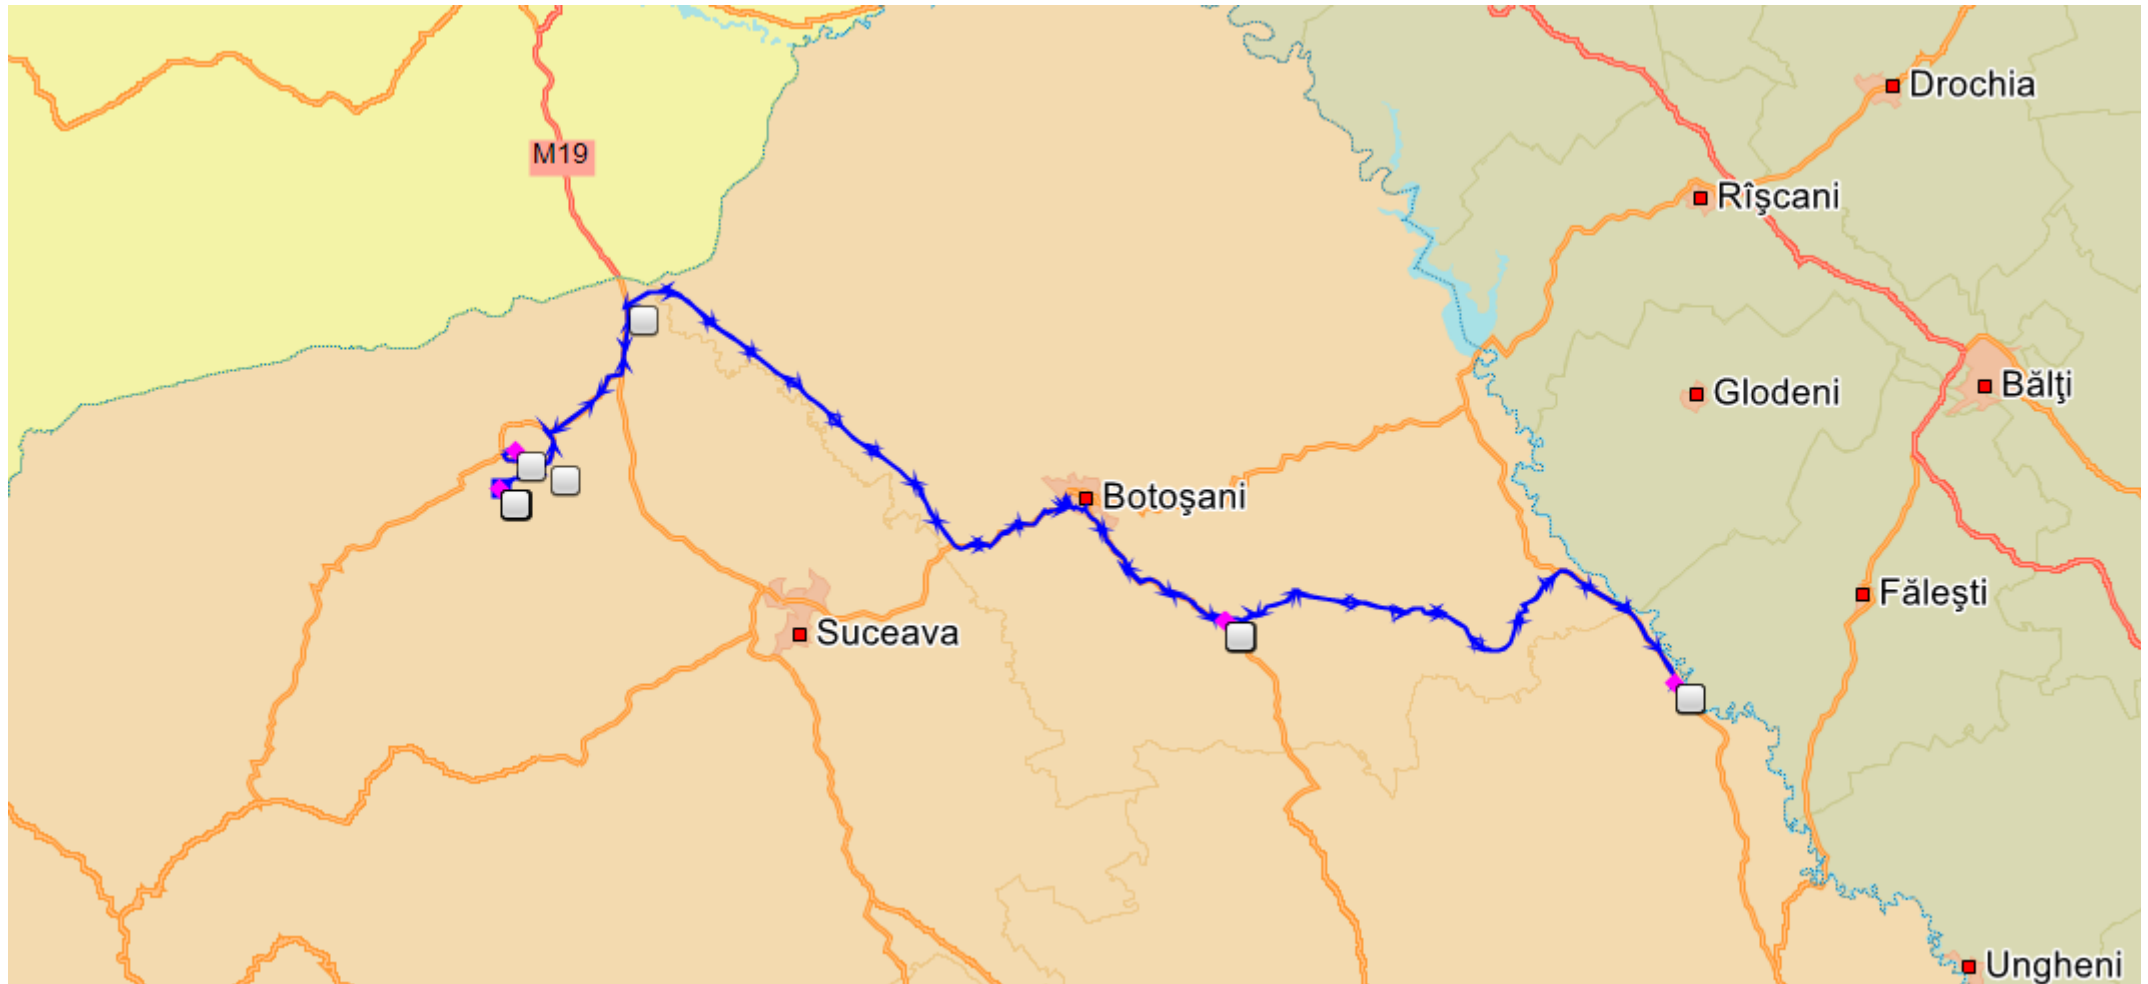 Drochia
M19
Rîşcani
Bălţi
Glodeni
Botoşani
Făleşti
Suceava
Ungheni